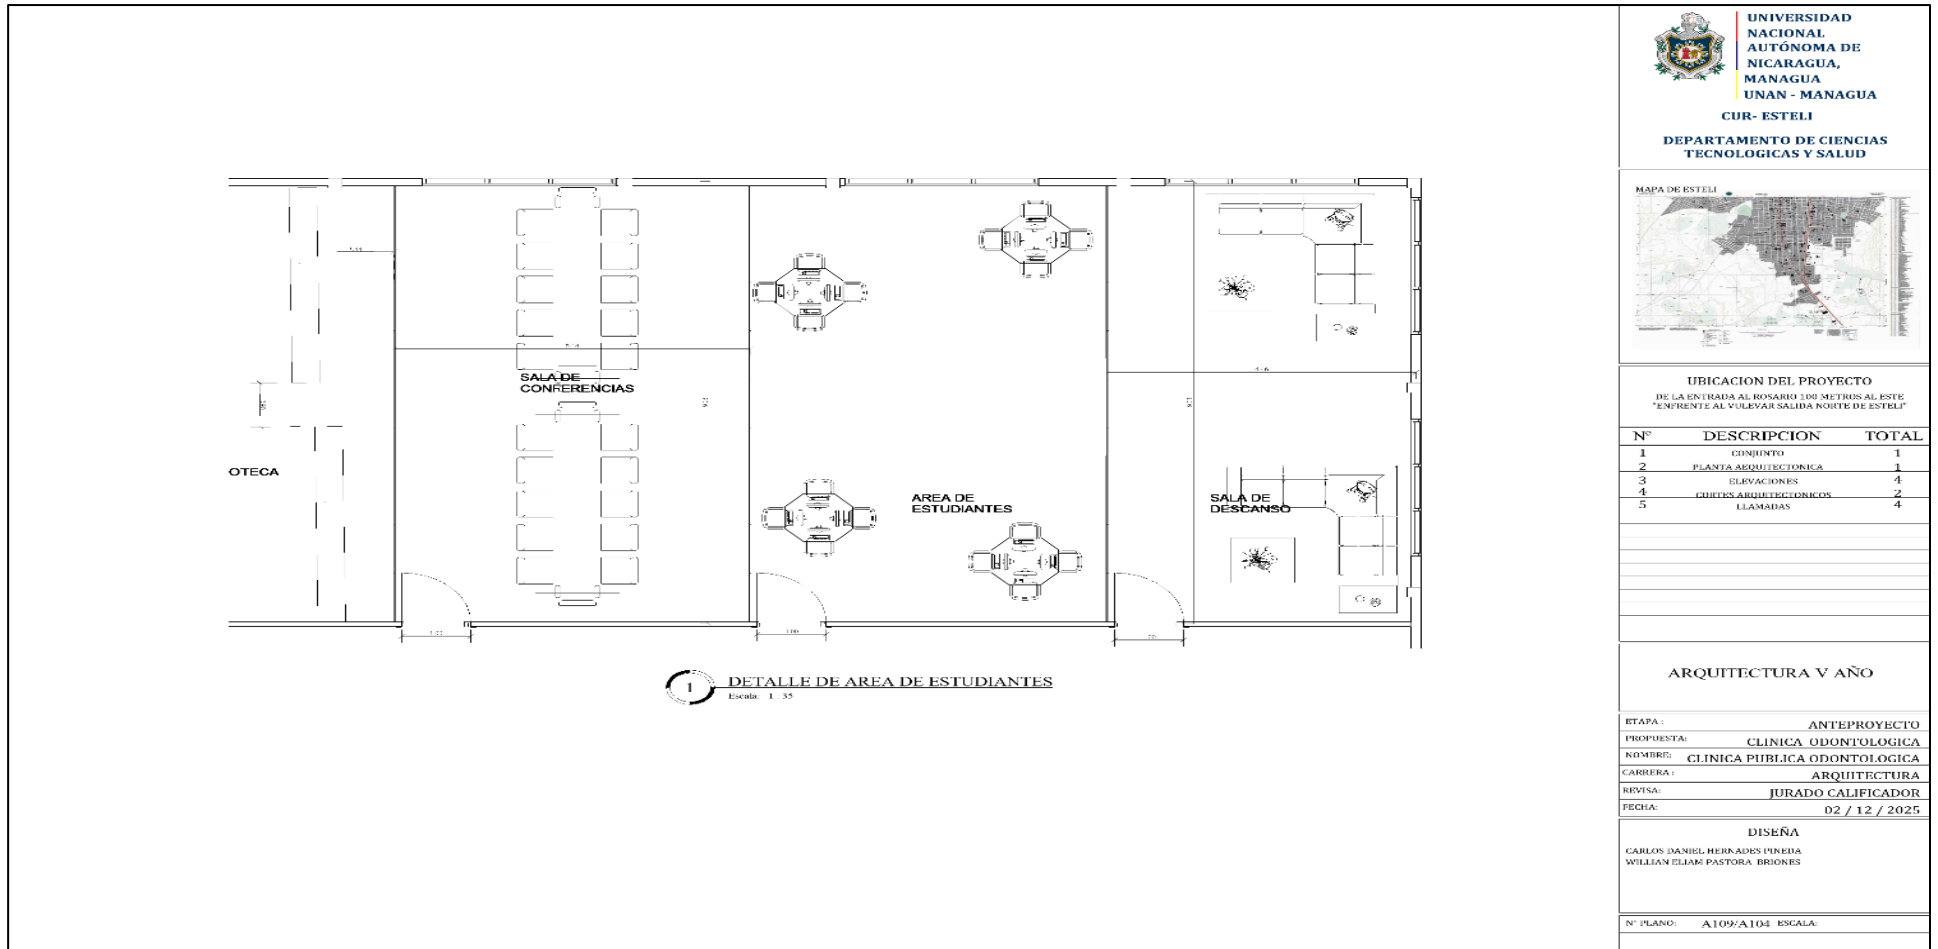 UNIVERSIDAD
NACIONAL
AUTÓNOMA DE
NICARAGUA,
MANAGUA
UNAN - MANAGUA
CUR- ESTELI
DEPARTAMENTO DE CIENCIAS
TECNOLOGICAS Y SALUD
MAPA DE ESTELI
UBICACION DEL PROYECTO
DE LA ENTRADA AL ROSARIO 100 METROS AL ESTE
"ENFRENTE AL VULEVAR SALIDA NORTE DE ESTELI"
N° DESCRIPCION TOTAL
1 CONJUNTO 1
2 PLANTA AEQUITECTONICA 1
3 ELEVACIONES 4
4 CORTES ARQUITECTONICOS 2
5 LLAMADAS 4
ARQUITECTURA V AÑO
ETAPA : ANTEPROYECTO
PROPUESTA: CLINICA ODONTOLOGICA
NOMBRE: CLINICA PUBLICA ODONTOLOGICA
CARRERA : ARQUITECTURA
REVISA: JURADO CALIFICADOR
FECHA: 02 / 12 / 2025
DISEÑA
CARLOS DANIEL HERNADES PINEDA
WILLIAN ELIAM PASTORA BRIONES
N° PLANO: A109/A104 ESCALA:
OTECA
SALA DE
CONFERENCIAS
AREA DE
ESTUDIANTES
SALA DE
DESCANSO
1.00
1 DETALLE DE AREA DE ESTUDIANTES
Escala: 1 : 35